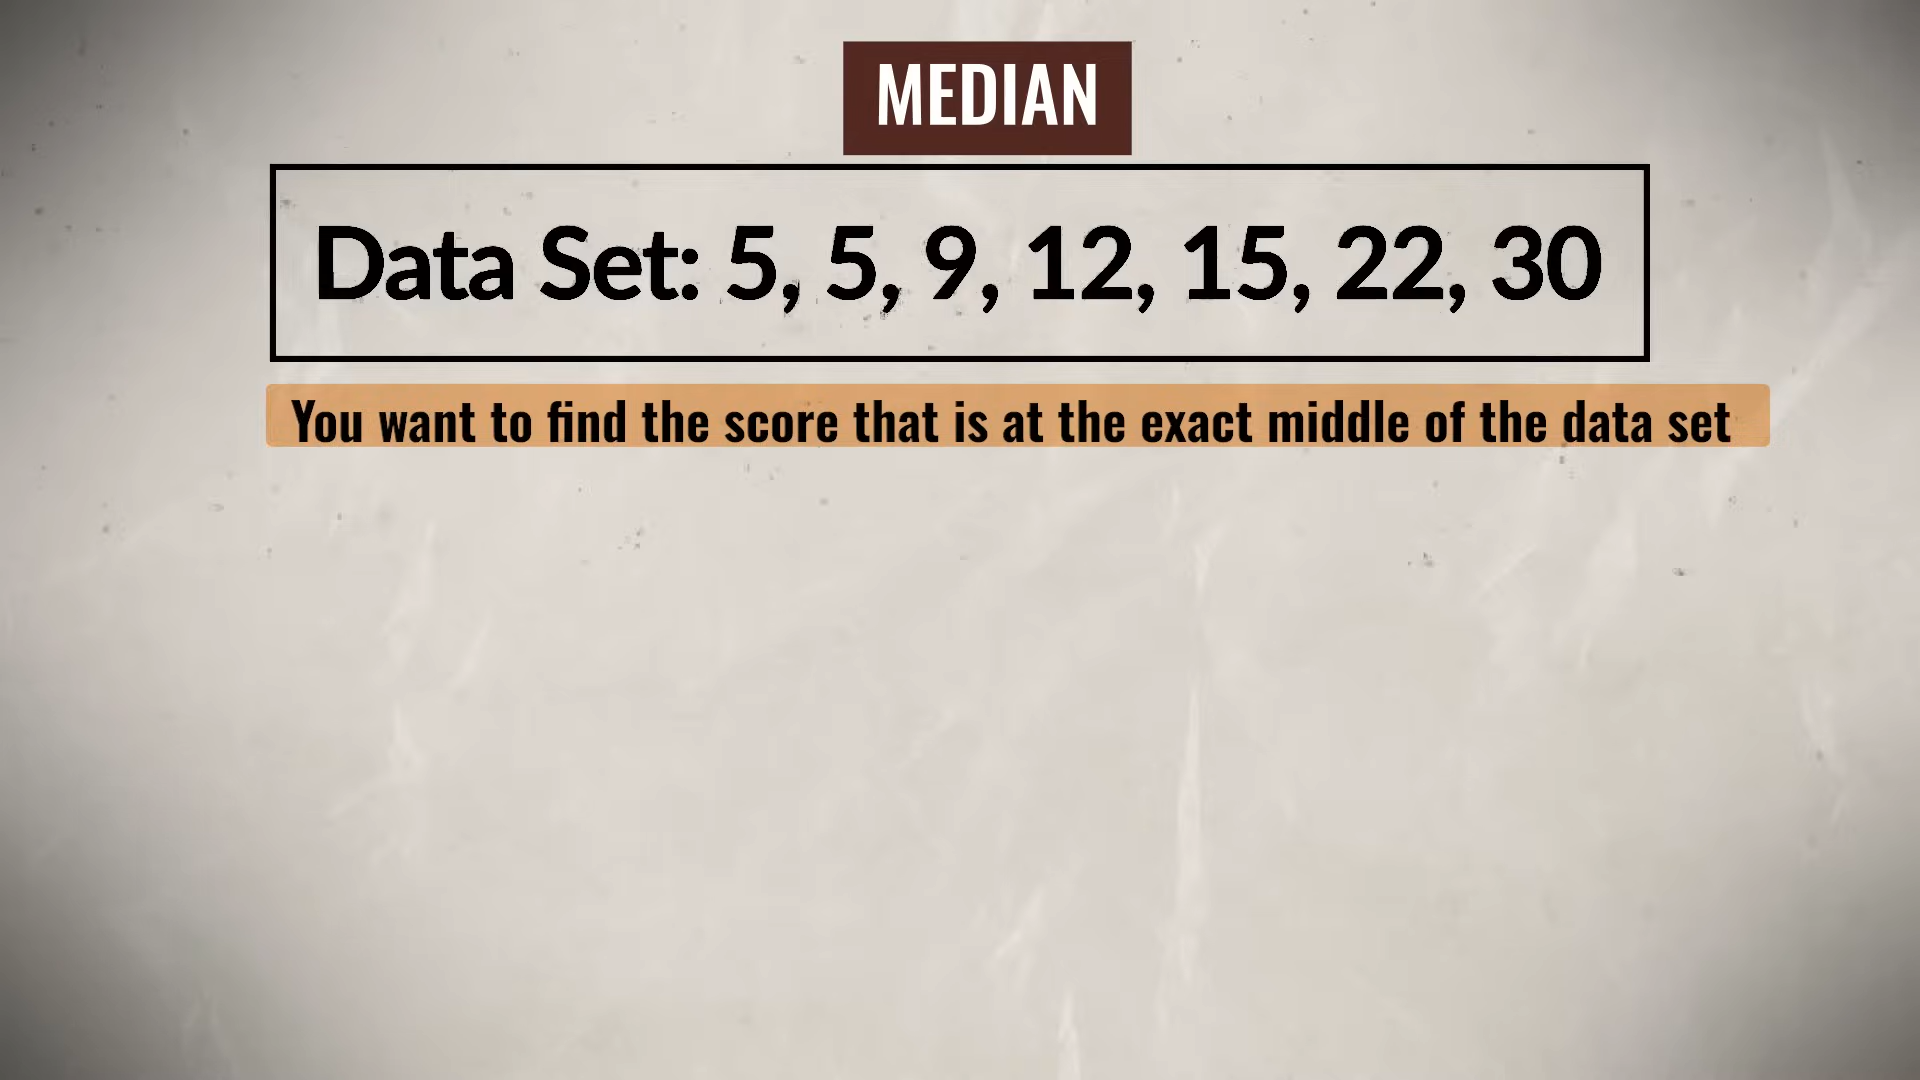 MEDIAN
Data Set: 5, 5, 9, 12, 15, 22, 30
You want to find the score that is at the exact middle of the data set